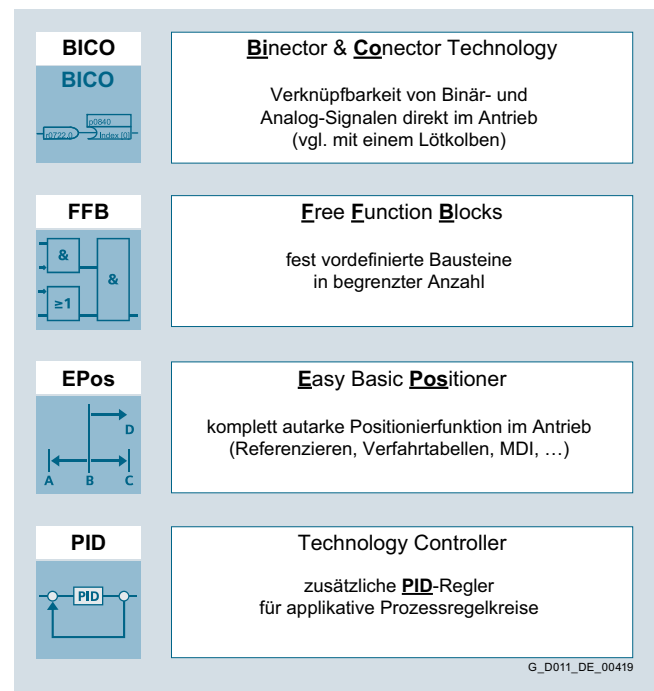 BICO
BICO
p0840
r0722.0
Index [0]
Binector & Conector Technology
Verknüpfbarkeit von Binär- und
Analog-Signalen direkt im Antrieb
(vgl. mit einem Lötkolben)
FFB
&
&
≥1
Free Function Blocks
fest vordefinierte Bausteine
in begrenzter Anzahl
EPos
D
A B C
Easy Basic Positioner
komplett autarke Positionierfunktion im Antrieb
(Referenzieren, Verfahrtabellen, MDI, …)
PID
PID
Technology Controller
zusätzliche PID-Regler
für applikative Prozessregelkreise
G_D011_DE_00419